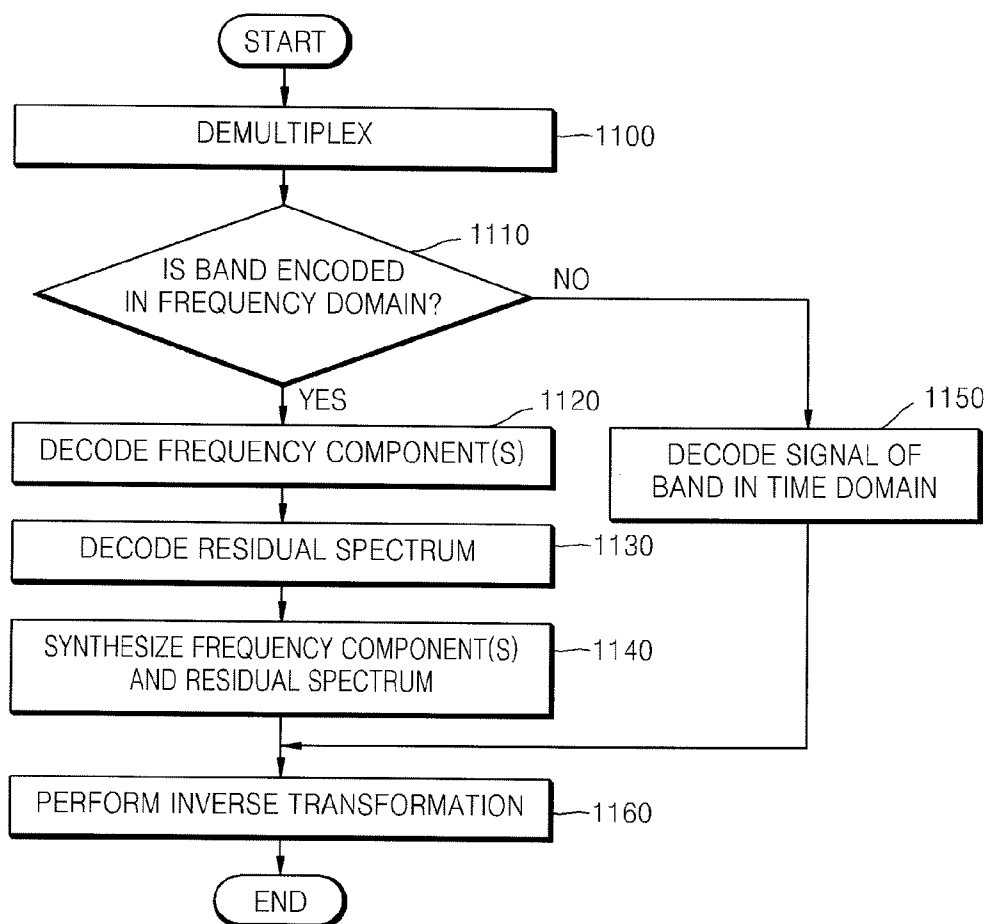 START
DEMULTIPLEX
1100
1110
IS BAND ENCODED
IN FREQUENCY DOMAIN?
NO
YES
1120
DECODE FREQUENCY COMPONENT(S)
1150
DECODE SIGNAL OF
BAND IN TIME DOMAIN
DECODE RESIDUAL SPECTRUM
1130
SYNTHESIZE FREQUENCY COMPONENT(S)
AND RESIDUAL SPECTRUM
1140
PERFORM INVERSE TRANSFORMATION
1160
END